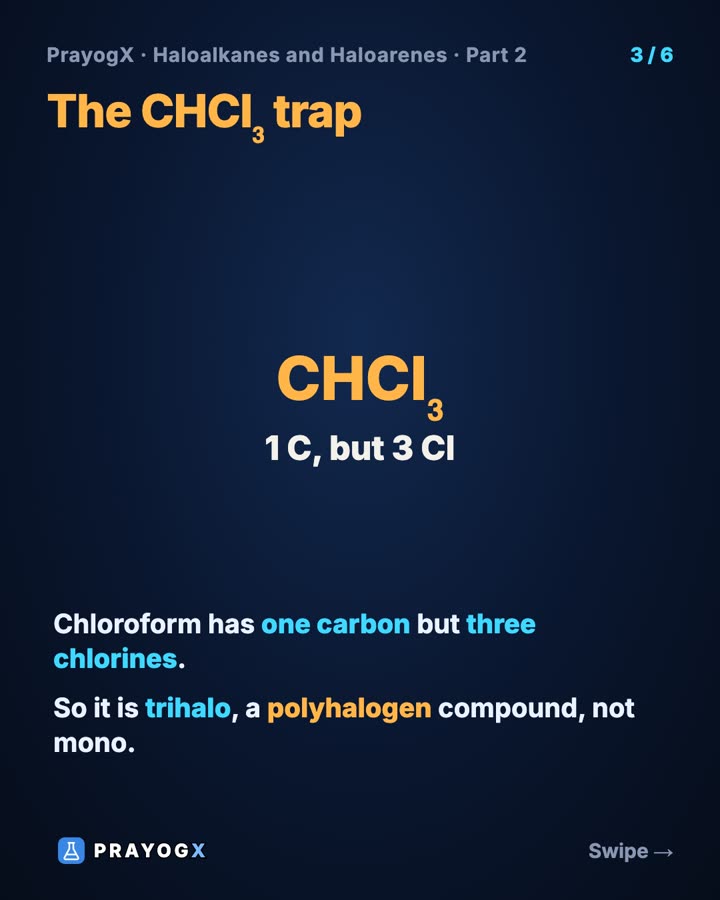 PrayogX · Haloalkanes and Haloarenes · Part 2
3 / 6
The CHCl₃ trap
CHCl₃
1 C, but 3 Cl
Chloroform has one carbon but three
chlorines.
So it is trihalo, a polyhalogen compound, not
mono.
PRAYOGX
Swipe →